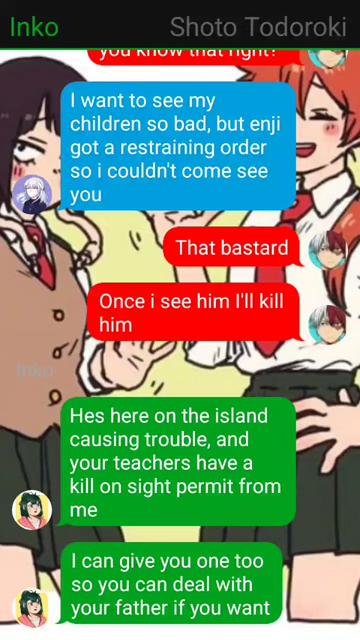 Inko
Shoto Todoroki
you know that right?
I want to see my
children so bad, but enji
got a restraining order
so i couldn't come see
you
That bastard
Once i see him I'll kill
him
Inko
Hes here on the island
causing trouble, and
your teachers have a
kill on sight permit from
me
I can give you one too
so you can deal with
your father if you want